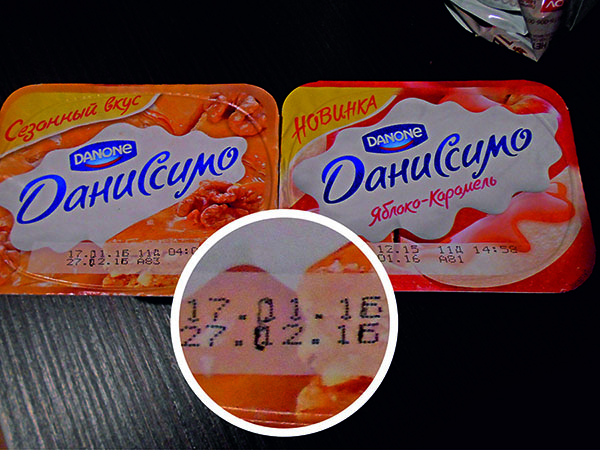 Сезонный вкус
DANONE
Даниссимо
17.01.16 11Д 04:0
27.02.16 А83
НОВИНКА
DANONE
Даниссимо
Яблоко-Карамель
12.15 11Д 14:58
01.16 А81
17.01.16
27.02.16